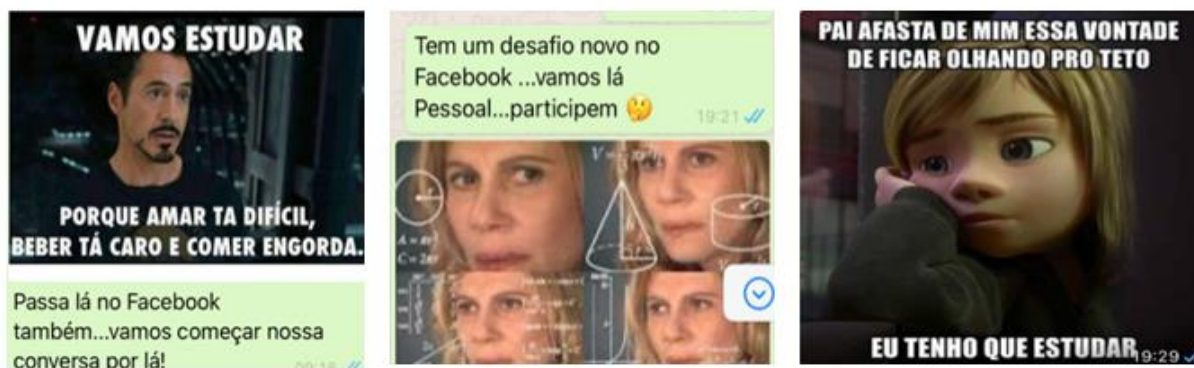 VAMOS ESTUDAR
PORQUE AMAR TA DIFÍCIL,
BEBER TÁ CARO E COMER ENGORDA.
Passa lá no Facebook
também...vamos começar nossa
conversa por lá!
Tem um desafio novo no
Facebook ...vamos lá
Pessoal...participem 🤔
19:21
PAI AFASTA DE MIM ESSA VONTADE
DE FICAR OLHANDO PRO TETO
EU TENHO QUE ESTUDAR
19:29